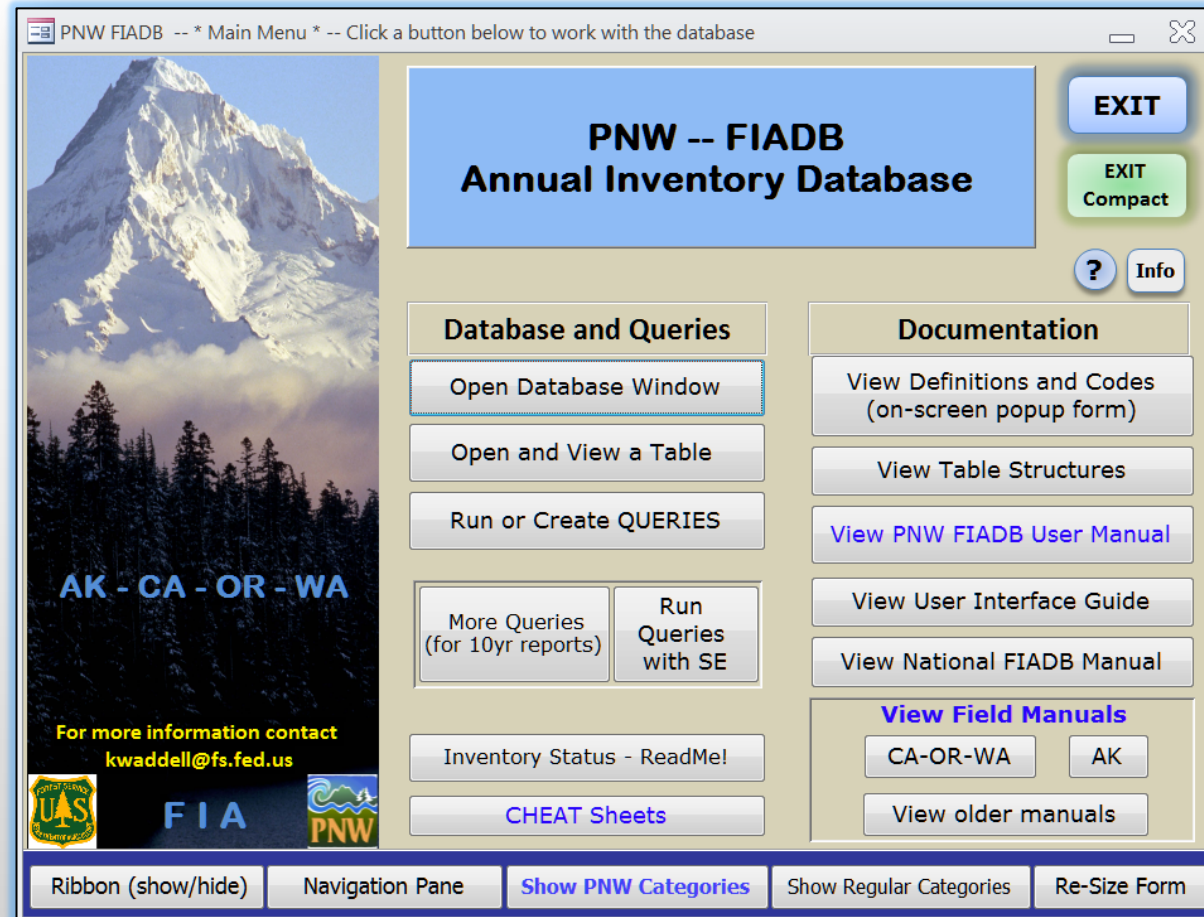 PNW FIADB -- * Main Menu * -- Click a button below to work with the database
PNW -- FIADB
Annual Inventory Database
EXIT
EXIT
Compact
?
Info
Database and Queries
Open Database Window
Open and View a Table
Run or Create QUERIES
More Queries
(for 10yr reports)
Run
Queries
with SE
Inventory Status - ReadMe!
CHEAT Sheets
Documentation
View Definitions and Codes
(on-screen popup form)
View Table Structures
View PNW FIADB User Manual
View User Interface Guide
View National FIADB Manual
View Field Manuals
CA-OR-WA
AK
View older manuals
AK - CA - OR - WA
For more information contact
kwaddell@fs.fed.us
FOREST SERVICE
U S
F I A
PNW
Ribbon (show/hide)
Navigation Pane
Show PNW Categories
Show Regular Categories
Re-Size Form